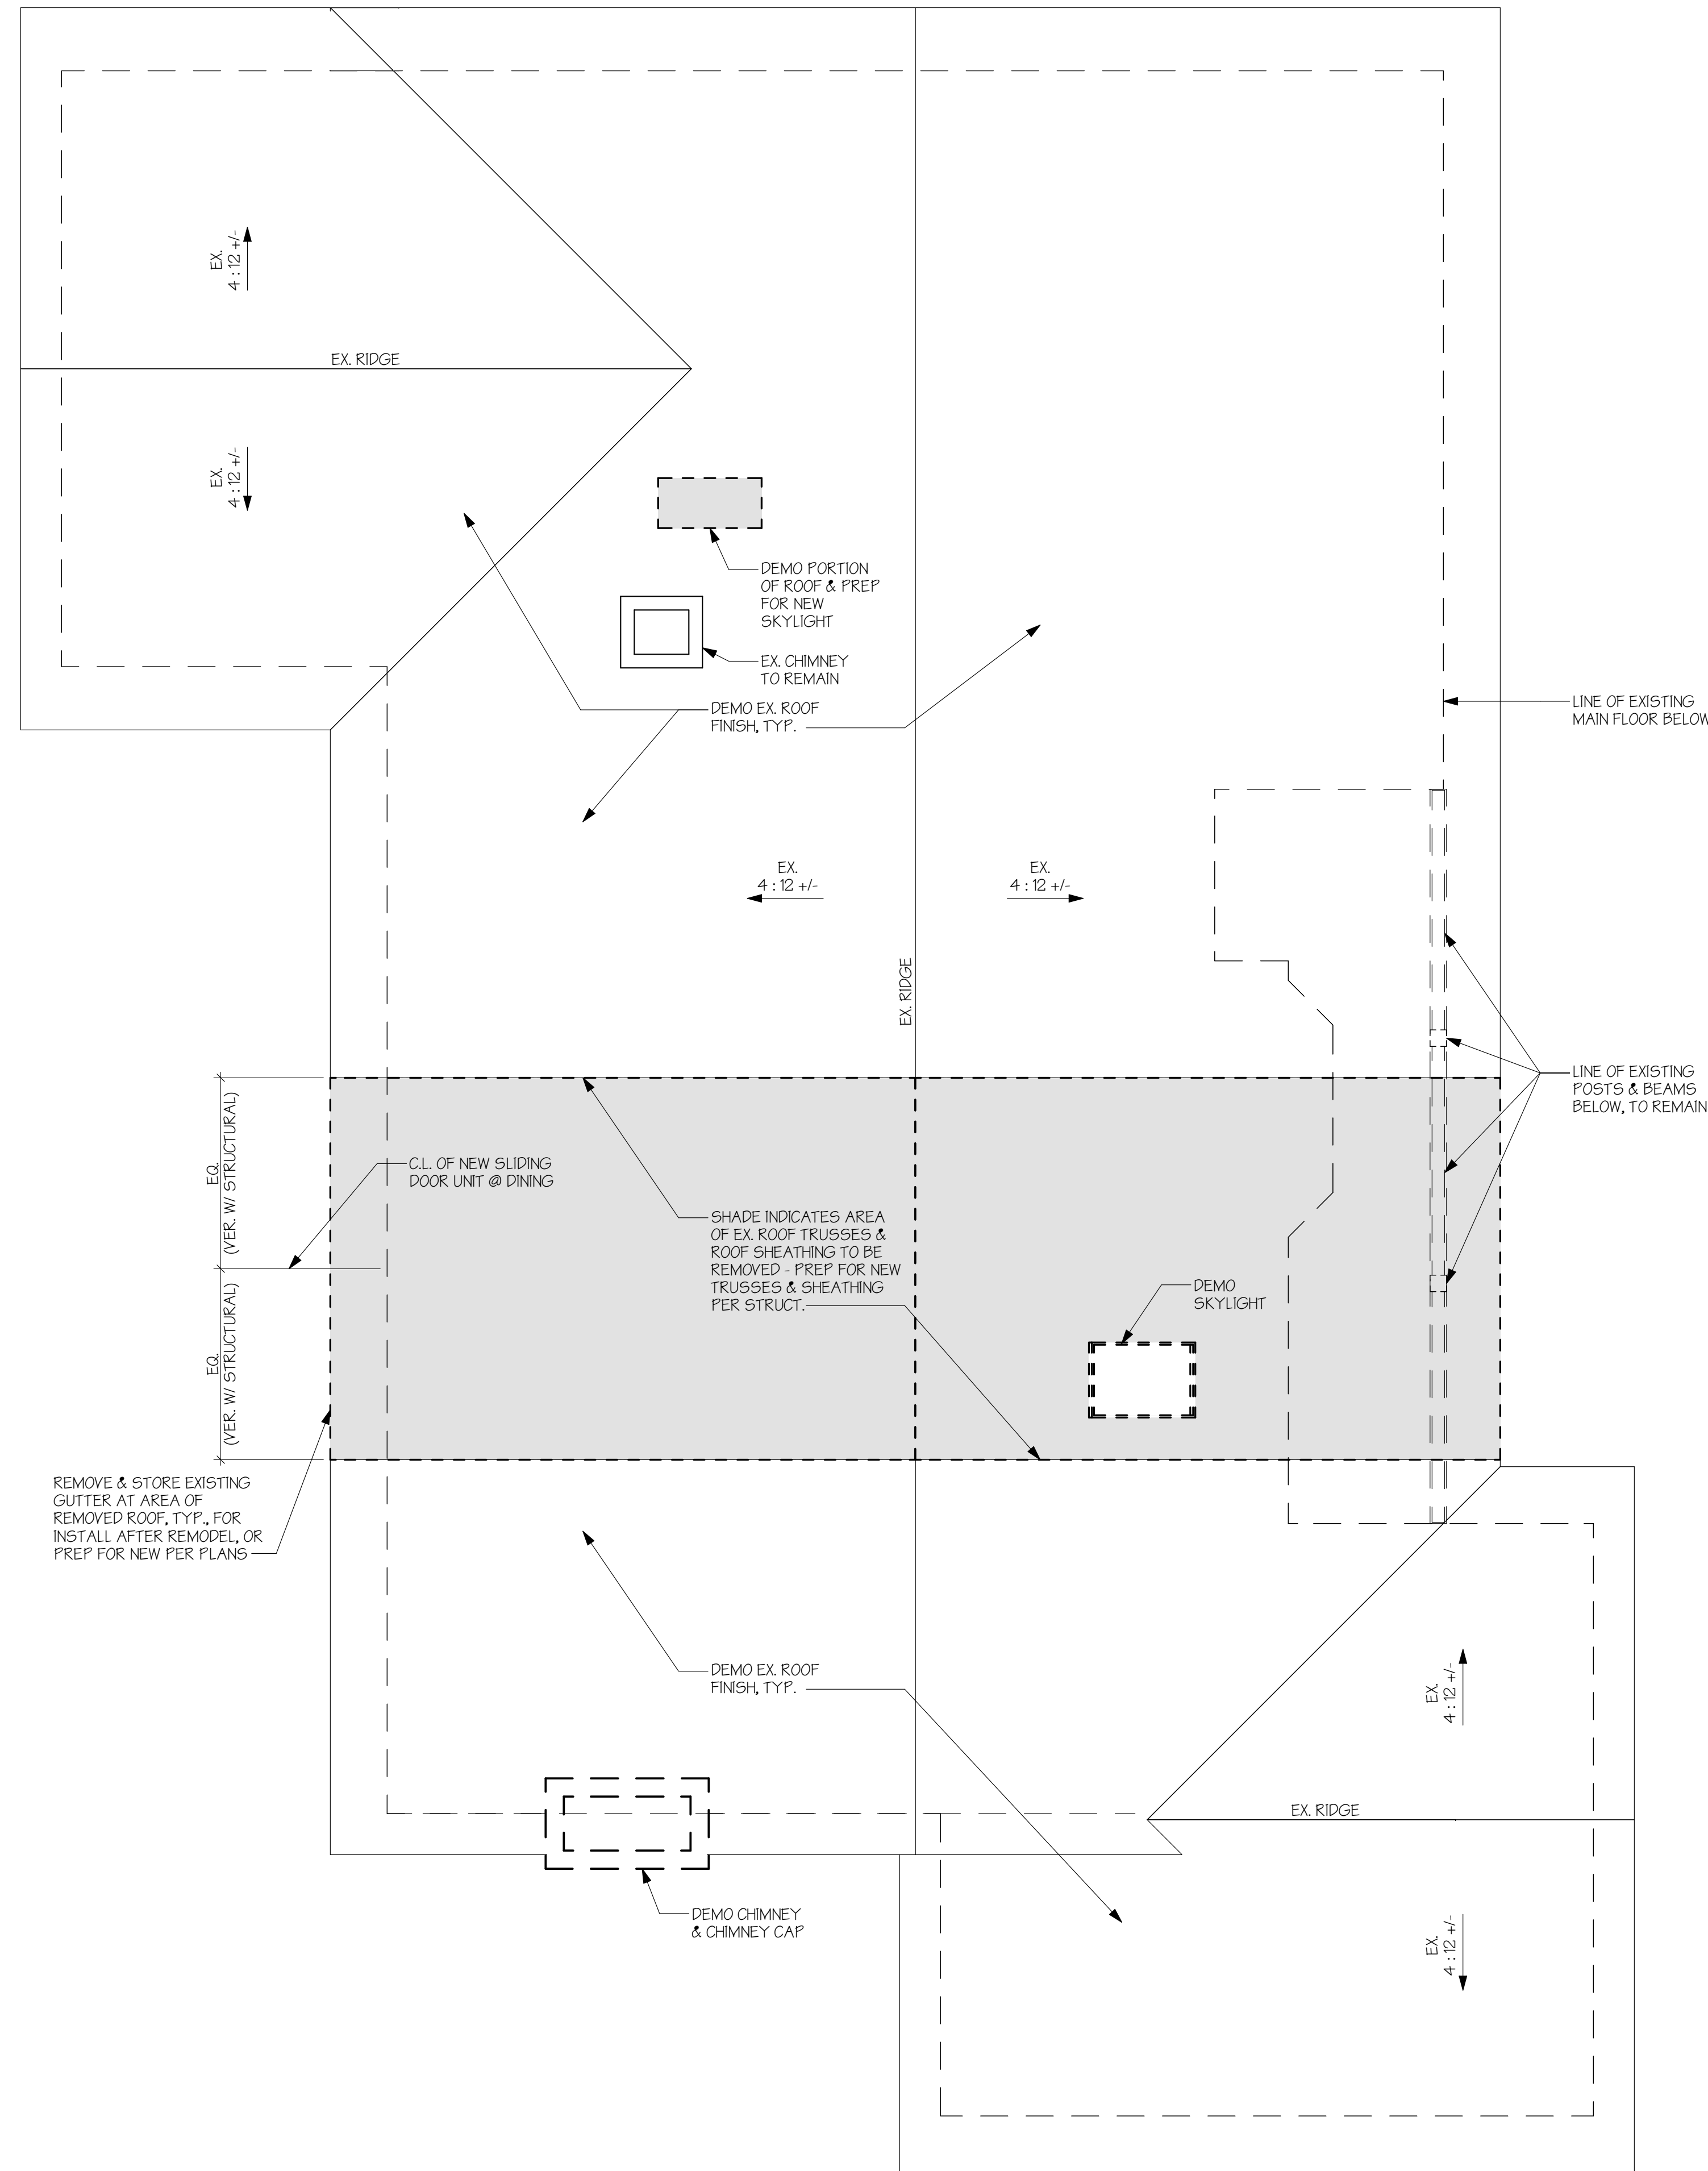 EX.
4 : 12 +/-
EX. RIDGE
EX.
4 : 12 +/-
DEMO PORTION
OF ROOF & PREP
FOR NEW
SKYLIGHT
EX. CHIMNEY
TO REMAIN
DEMO EX. ROOF
FINISH, TYP.
LINE OF EXISTING
MAIN FLOOR BELOW
EX.
4 : 12 +/-
EX.
4 : 12 +/-
EX. RIDGE
LINE OF EXISTING
POSTS & BEAMS
BELOW, TO REMAIN
EQ.
(VER. W/ STRUCTURAL)
C.L. OF NEW SLIDING
DOOR UNIT @ DINING
SHADE INDICATES AREA
OF EX. ROOF TRUSSES &
ROOF SHEATHING TO BE
REMOVED - PREP FOR NEW
TRUSSES & SHEATHING
PER STRUCT.
DEMO
SKYLIGHT
EQ.
(VER. W/ STRUCTURAL)
REMOVE & STORE EXISTING
GUTTER AT AREA OF
REMOVED ROOF, TYP., FOR
INSTALL AFTER REMODEL, OR
PREP FOR NEW PER PLANS
DEMO EX. ROOF
FINISH, TYP.
EX.
4 : 12 +/-
EX. RIDGE
DEMO CHIMNEY
& CHIMNEY CAP
EX.
4 : 12 +/-